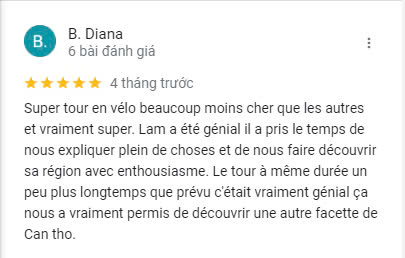 B.
B. Diana
6 bài đánh giá
4 tháng trước
Super tour en vélo beaucoup moins cher que les autres
et vraiment super. Lam a été génial il a pris le temps de
nous expliquer plein de choses et de nous faire découvrir
sa région avec enthousiasme. Le tour à même durée un
peu plus longtemps que prévu c'était vraiment génial ça
nous a vraiment permis de découvrir une autre facette de
Can tho.